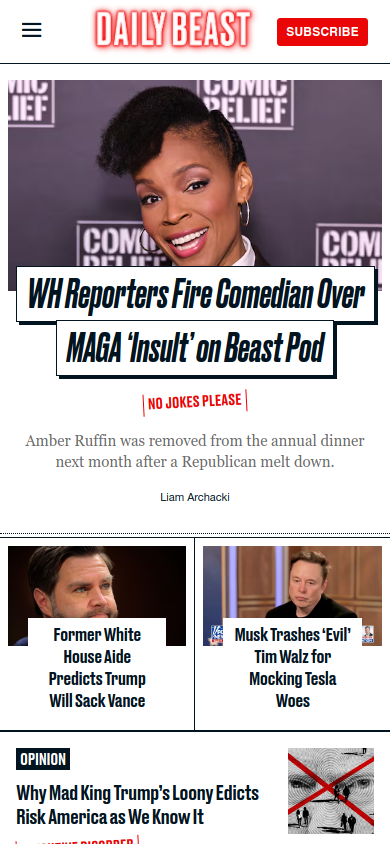 DAILY BEAST
SUBSCRIBE
COMIC
RELIEF
COMIC
WH Reporters Fire Comedian Over
MAGA ‘Insult’ on Beast Pod
NO JOKES PLEASE
Amber Ruffin was removed from the annual dinner
next month after a Republican melt down.
Liam Archacki
Former White
House Aide
Predicts Trump
Will Sack Vance
Musk Trashes ‘Evil’
Tim Walz for
Mocking Tesla
Woes
OPINION
Why Mad King Trump’s Loony Edicts
Risk America as We Know It